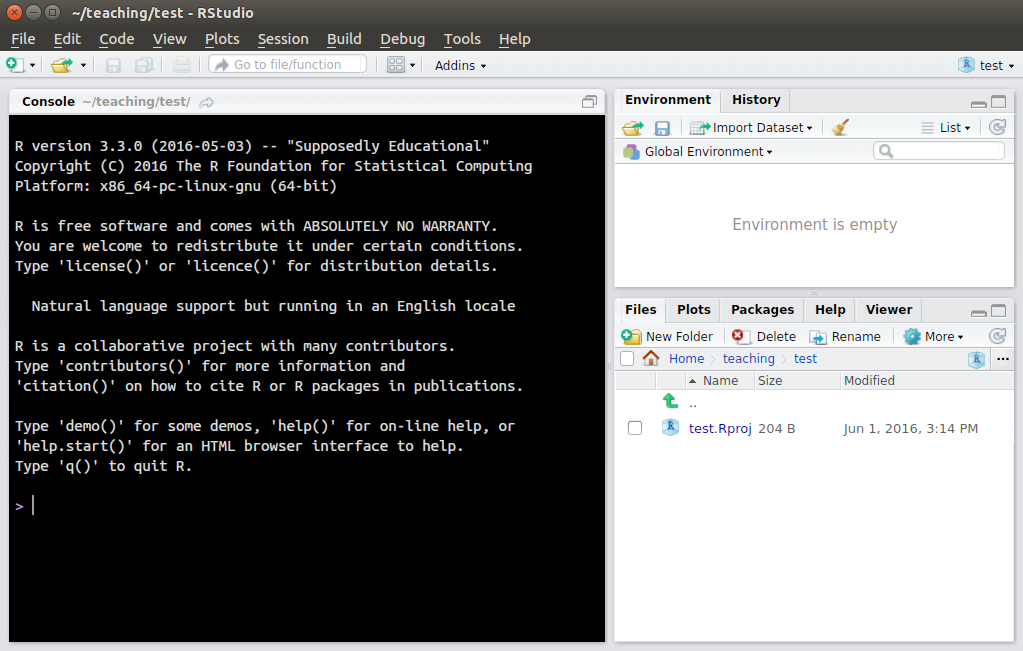 ~/teaching/test - RStudio
File Edit Code View Plots Session Build Debug Tools Help
Go to file/function Addins test
Console ~/teaching/test/
R version 3.3.0 (2016-05-03) -- "Supposedly Educational"
Copyright (C) 2016 The R Foundation for Statistical Computing
Platform: x86_64-pc-linux-gnu (64-bit)
R is free software and comes with ABSOLUTELY NO WARRANTY.
You are welcome to redistribute it under certain conditions.
Type 'license()' or 'licence()' for distribution details.
Natural language support but running in an English locale
R is a collaborative project with many contributors.
Type 'contributors()' for more information and
'citation()' on how to cite R or R packages in publications.
Type 'demo()' for some demos, 'help()' for on-line help, or
'help.start()' for an HTML browser interface to help.
Type 'q()' to quit R.
>
Environment History
Import Dataset List
Global Environment
Environment is empty
Files Plots Packages Help Viewer
New Folder Delete Rename More
Home teaching test ...
Name Size Modified
..
test.Rproj 204 B Jun 1, 2016, 3:14 PM